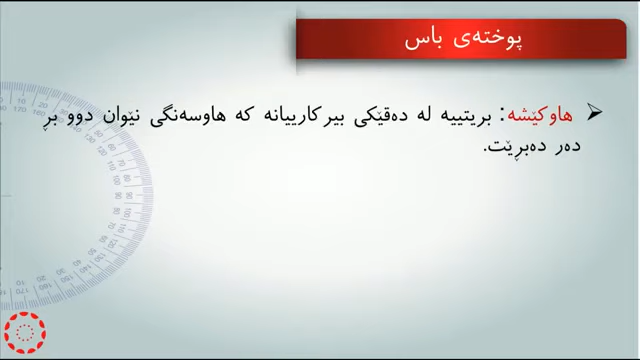 پوختەی باس
هاوکێشە: بریتییە لە دەقێکی بیرکارییانە کە هاوسەنگی نێوان دوو بڕ
دەر دەبڕێت.